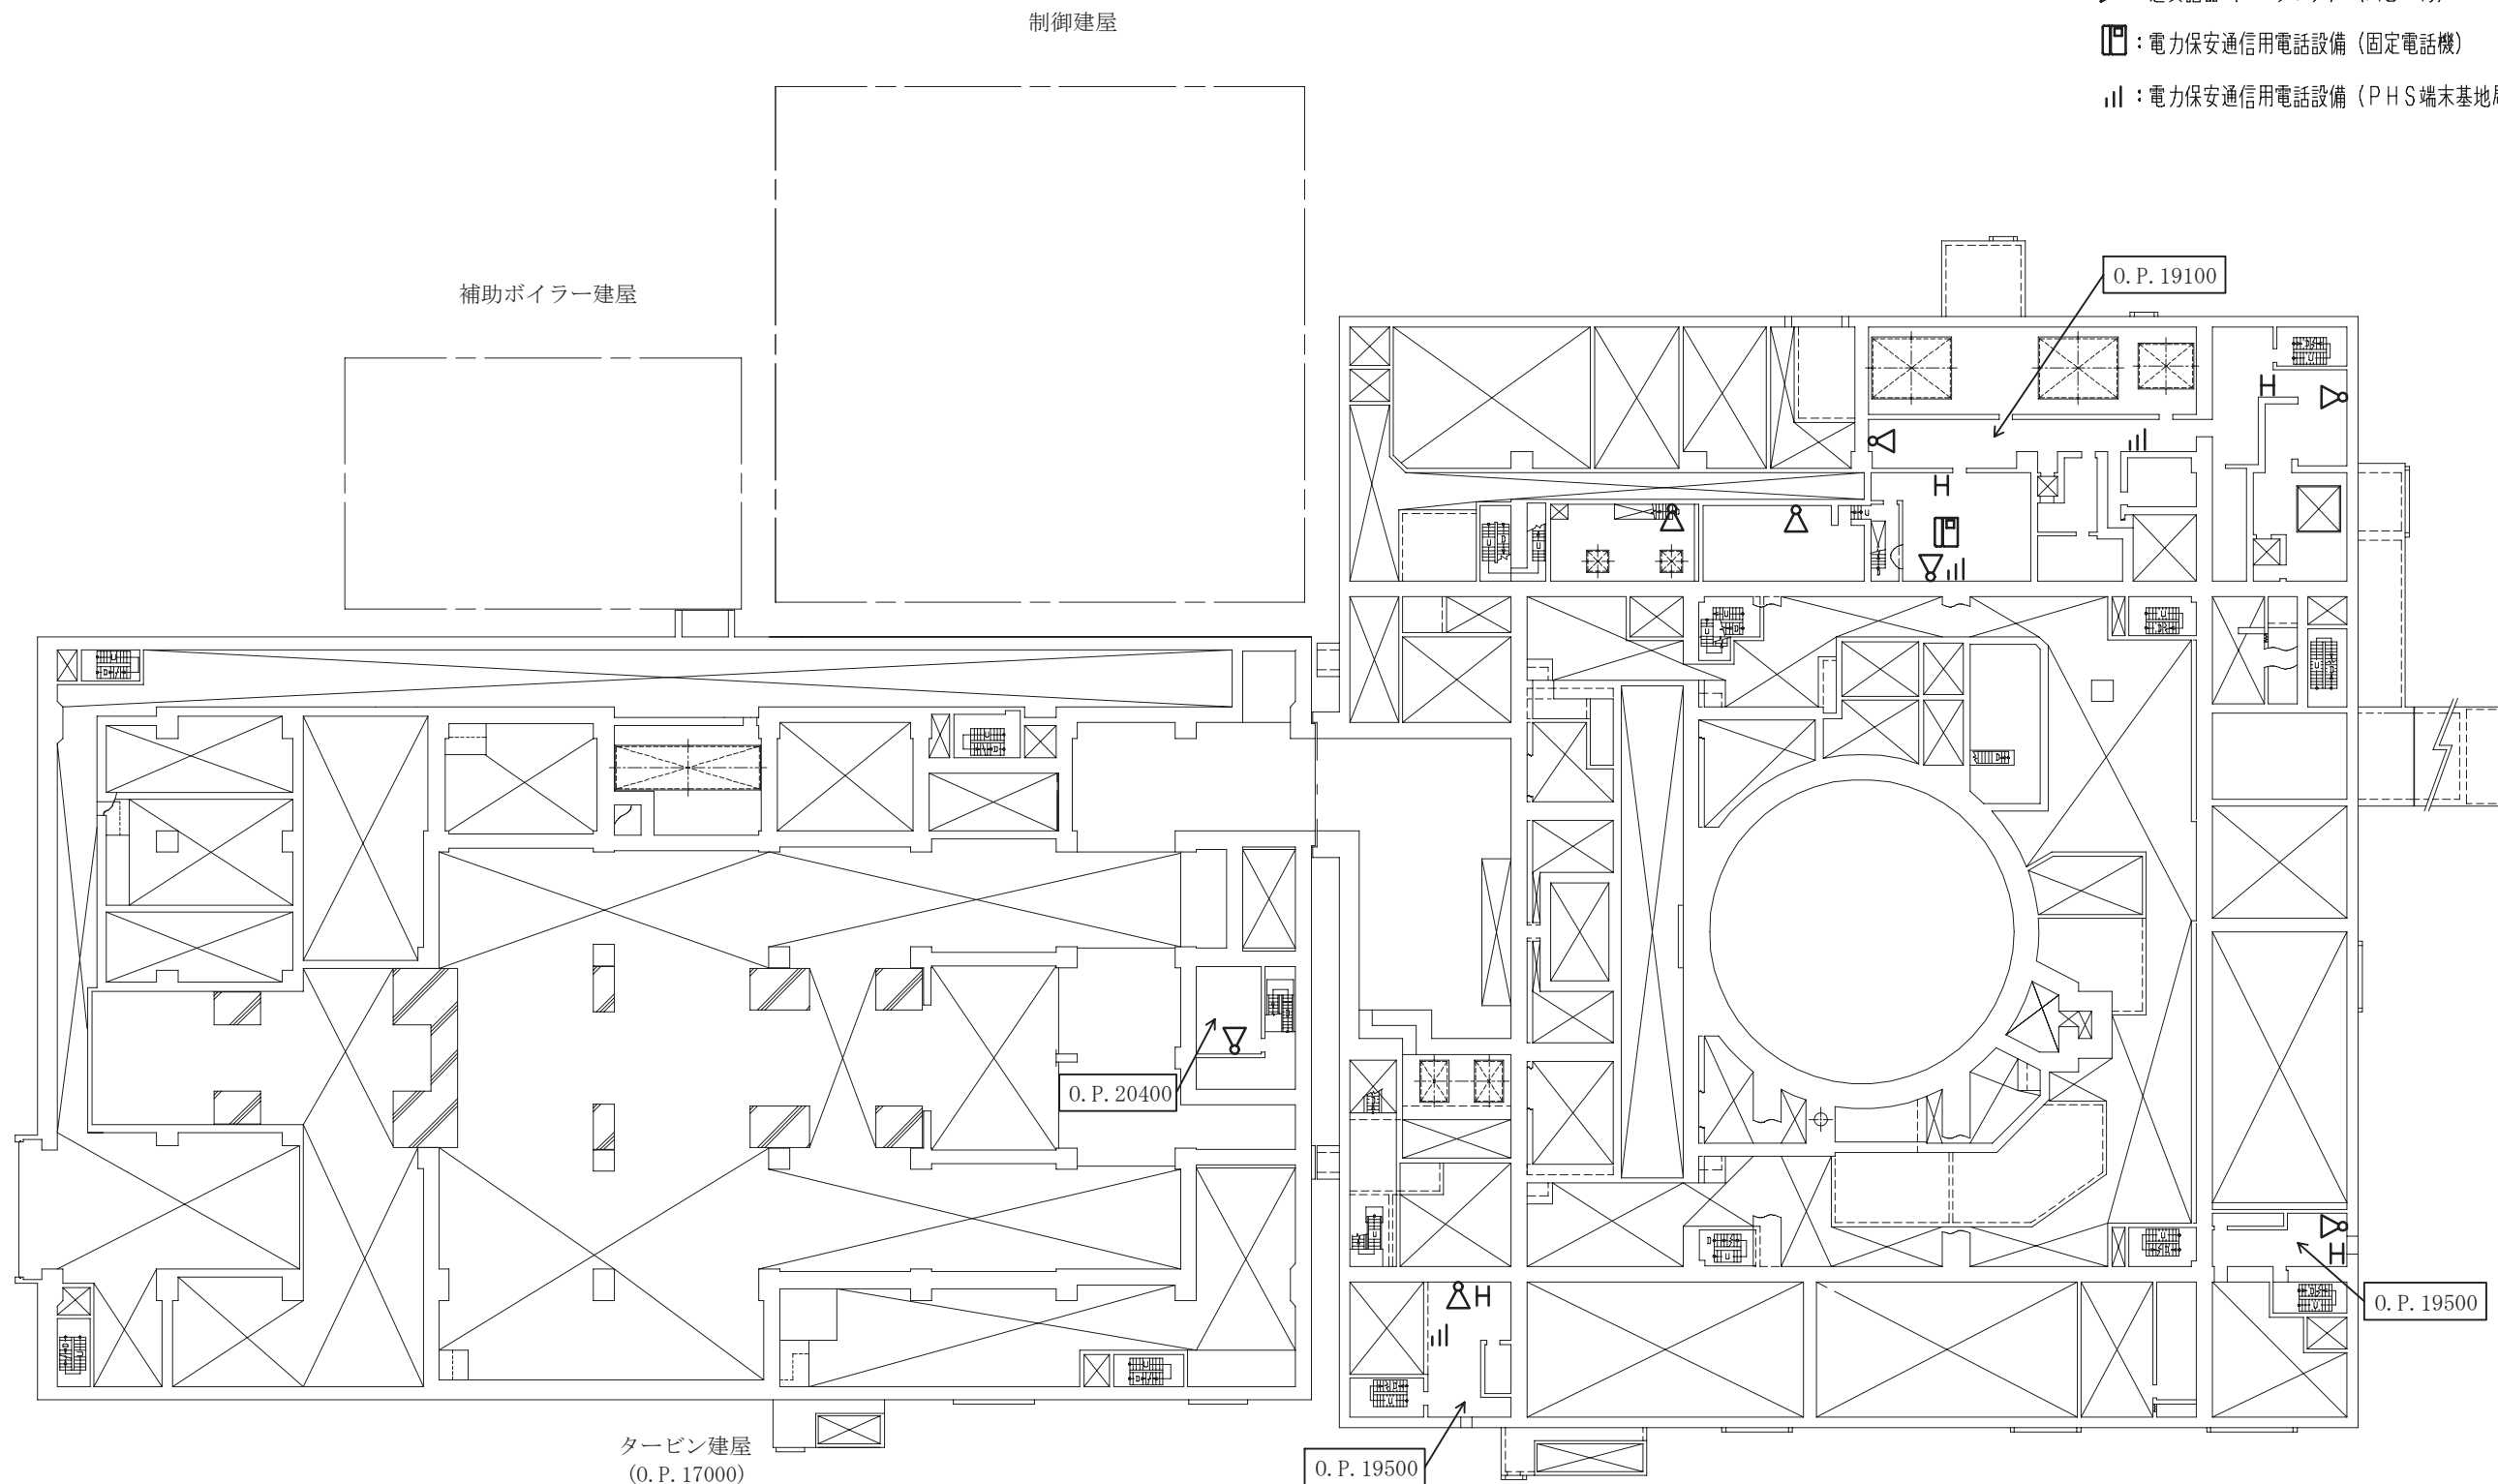 制御建屋
：電力保安通信用電話設備（固定電話機）
：電力保安通信用電話設備（ＰＨＳ端末基地局
O.P.19100
補助ボイラー建屋
O.P.20400
O.P.19500
O.P.19500
タービン建屋
(O.P.17000)